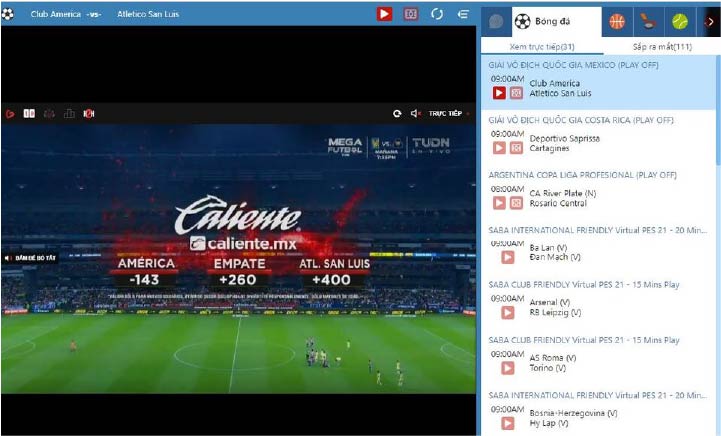 Club America -vs- Atletico San Luis
TRỰC TIẾP
MEGA
FUTBOL
VS
MAÑANA
TUDN
EN VIVO
Caliente
caliente.mx
AMÉRICA EMPATE ATL. SAN LUIS
-143 +260 +400
BẤM ĐỂ BỎ TẮT
Bóng đá
Xem trực tiếp(31) Sắp ra mắt(111)
GIẢI VÔ ĐỊCH QUỐC GIA MEXICO (PLAY OFF)
09:00AM Club America
Atletico San Luis
GIẢI VÔ ĐỊCH QUỐC GIA COSTA RICA (PLAY OFF)
09:00AM Deportivo Saprissa
Cartagines
ARGENTINA COPA LIGA PROFESIONAL (PLAY OFF)
08:00AM CA River Plate (N)
Rosario Central
SABA INTERNATIONAL FRIENDLY Virtual PES 21 - 20 Min...
09:00AM Ba Lan (V)
Đan Mạch (V)
SABA CLUB FRIENDLY Virtual PES 21 - 15 Mins Play
09:00AM Arsenal (V)
RB Leipzig (V)
SABA CLUB FRIENDLY Virtual PES 21 - 15 Mins Play
09:00AM AS Roma (V)
Torino (V)
SABA INTERNATIONAL FRIENDLY Virtual PES 21 - 20 Min...
09:00AM Bosnia-Herzegovina (V)
Hy Lạp (V)